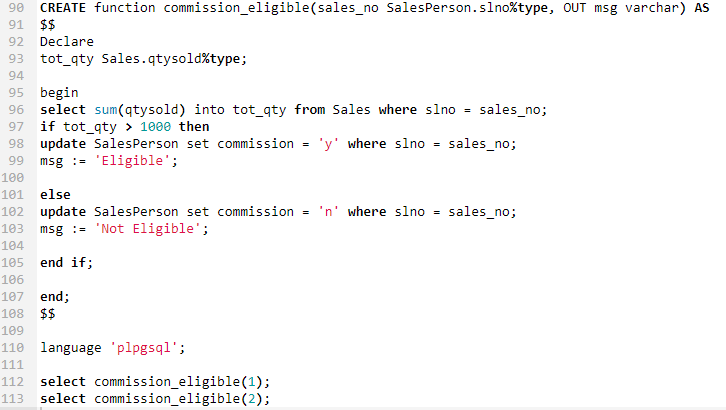 90 CREATE function commission_eligible(sales_no SalesPerson.slno%type, OUT msg varchar) AS
91 $$
92 Declare
93 tot_qty Sales.qtysold%type;
94
95 begin
96 select sum(qtysold) into tot_qty from Sales where slno = sales_no;
97 if tot_qty > 1000 then
98 update SalesPerson set commission = 'y' where slno = sales_no;
99 msg := 'Eligible';
100
101 else
102 update SalesPerson set commission = 'n' where slno = sales_no;
103 msg := 'Not Eligible';
104
105 end if;
106
107 end;
108 $$
109
110 language 'plpgsql';
111
112 select commission_eligible(1);
113 select commission_eligible(2);